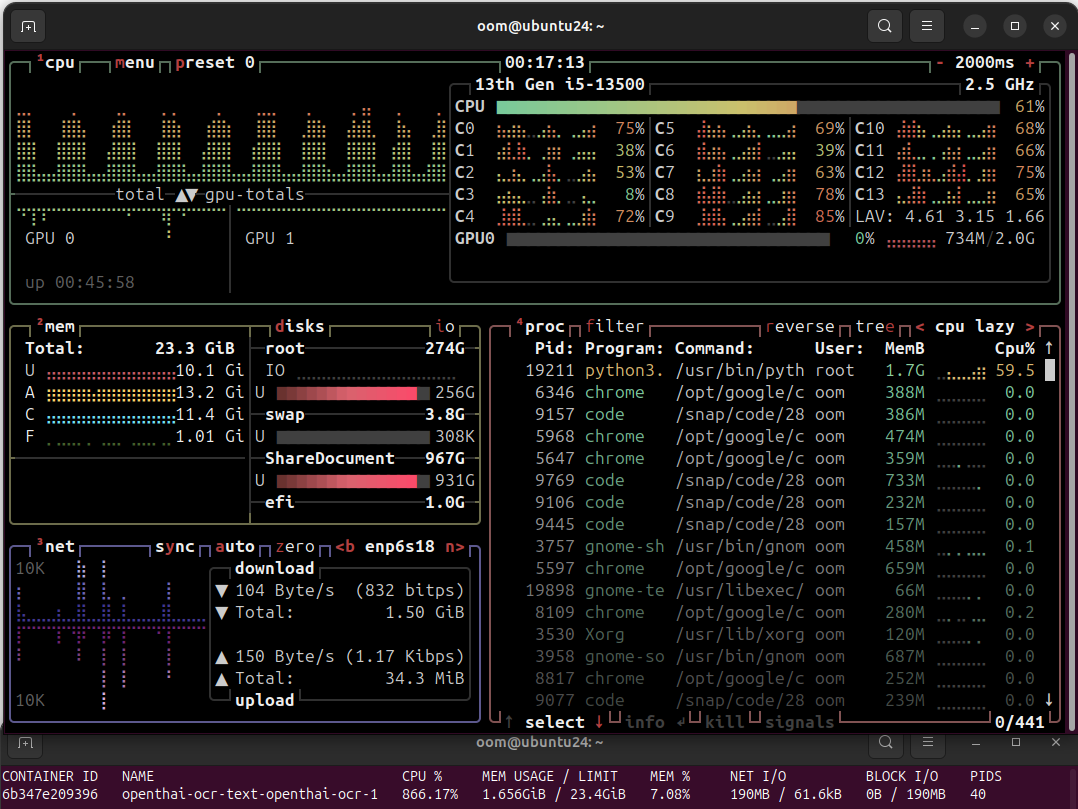 oom@ubuntu24: ~
1cpu menu preset 0 00:17:13 - 2000ms +
13th Gen i5-13500 2.5 GHz
CPU 61%
C0 75% C5 69% C10 68%
C1 38% C6 39% C11 66%
C2 53% C7 63% C12 75%
C3 8% C8 78% C13 65%
C4 72% C9 85% LAV: 4.61 3.15 1.66
total ▲▼ gpu-totals
GPU 0 GPU 1
GPU0 0% 734M/2.0G
up 00:45:58
2mem
Total: 23.3 GiB
U 10.1 Gi
A 13.2 Gi
C 11.4 Gi
F 1.01 Gi
disks io
root 274G
IO
U 256G
swap 3.8G
U 308K
ShareDocument 967G
U 931G
efi 1.0G
3net sync auto zero <b enp6s18 n>
10K
download
▼ 104 Byte/s (832 bitps)
▼ Total: 1.50 GiB
▲ 150 Byte/s (1.17 Kibps)
▲ Total: 34.3 MiB
10K
upload
4proc filter reverse tree < cpu lazy >
Pid: Program: Command: User: MemB Cpu% ↑
19211 python3. /usr/bin/pyth root 1.7G 59.5
6346 chrome /opt/google/c oom 388M 0.0
9157 code /snap/code/28 oom 386M 0.0
5968 chrome /opt/google/c oom 474M 0.0
5647 chrome /opt/google/c oom 359M 0.0
9769 code /snap/code/28 oom 733M 0.0
9106 code /snap/code/28 oom 232M 0.0
9445 code /snap/code/28 oom 157M 0.0
3757 gnome-sh /usr/bin/gnom oom 458M 0.1
5597 chrome /opt/google/c oom 659M 0.0
19898 gnome-te /usr/libexec/ oom 66M 0.0
8109 chrome /opt/google/c oom 280M 0.2
3530 Xorg /usr/lib/xorg oom 120M 0.0
3958 gnome-so /usr/bin/gnom oom 687M 0.0
8817 chrome /opt/google/c oom 252M 0.0
9077 code /snap/code/28 oom 239M 0.0 ↓
↑ select ↓ info ↲ kill signals 0/441
oom@ubuntu24: ~
CONTAINER ID NAME CPU % MEM USAGE / LIMIT MEM % NET I/O BLOCK I/O PIDS
6b347e209396 openthai-ocr-text-openthai-ocr-1 866.17% 1.656GiB / 23.4GiB 7.08% 190MB / 61.6kB 0B / 190MB 40